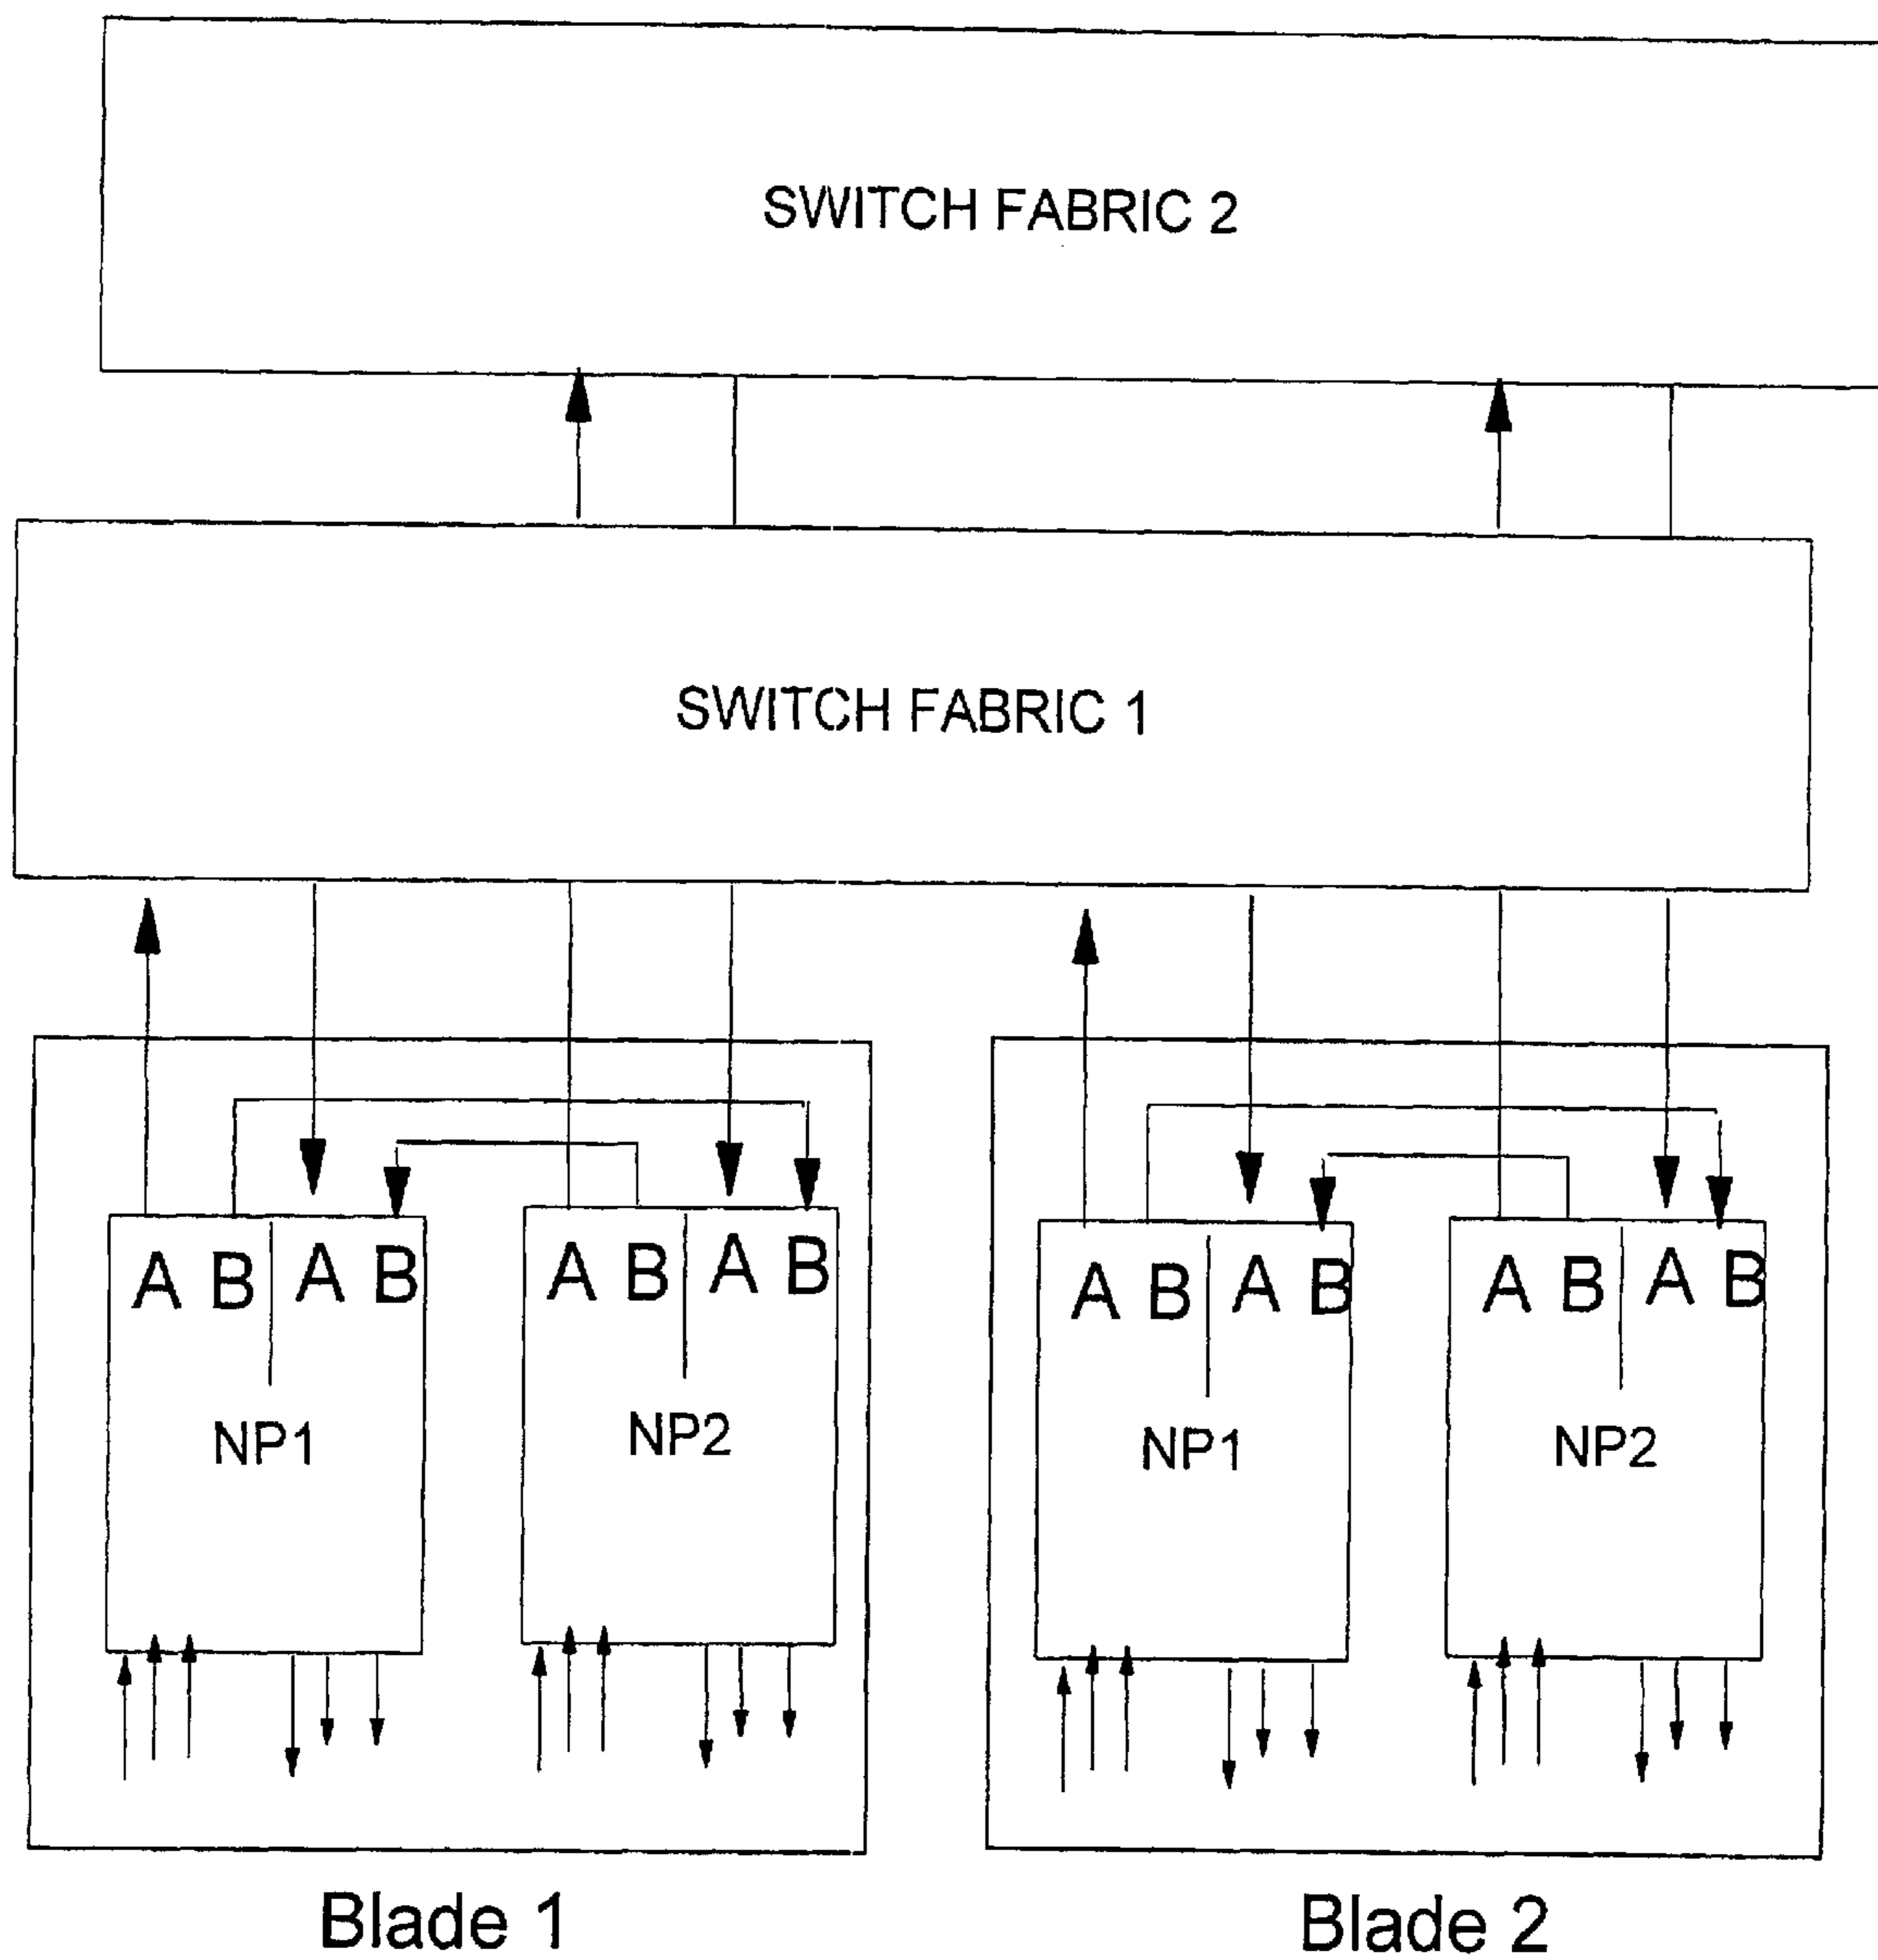 SWITCH FABRIC 2
SWITCH FABRIC 1
A B A B
NP1
A B A B
NP2
A B A B
NP1
A B A B
NP2
Blade 1
Blade 2